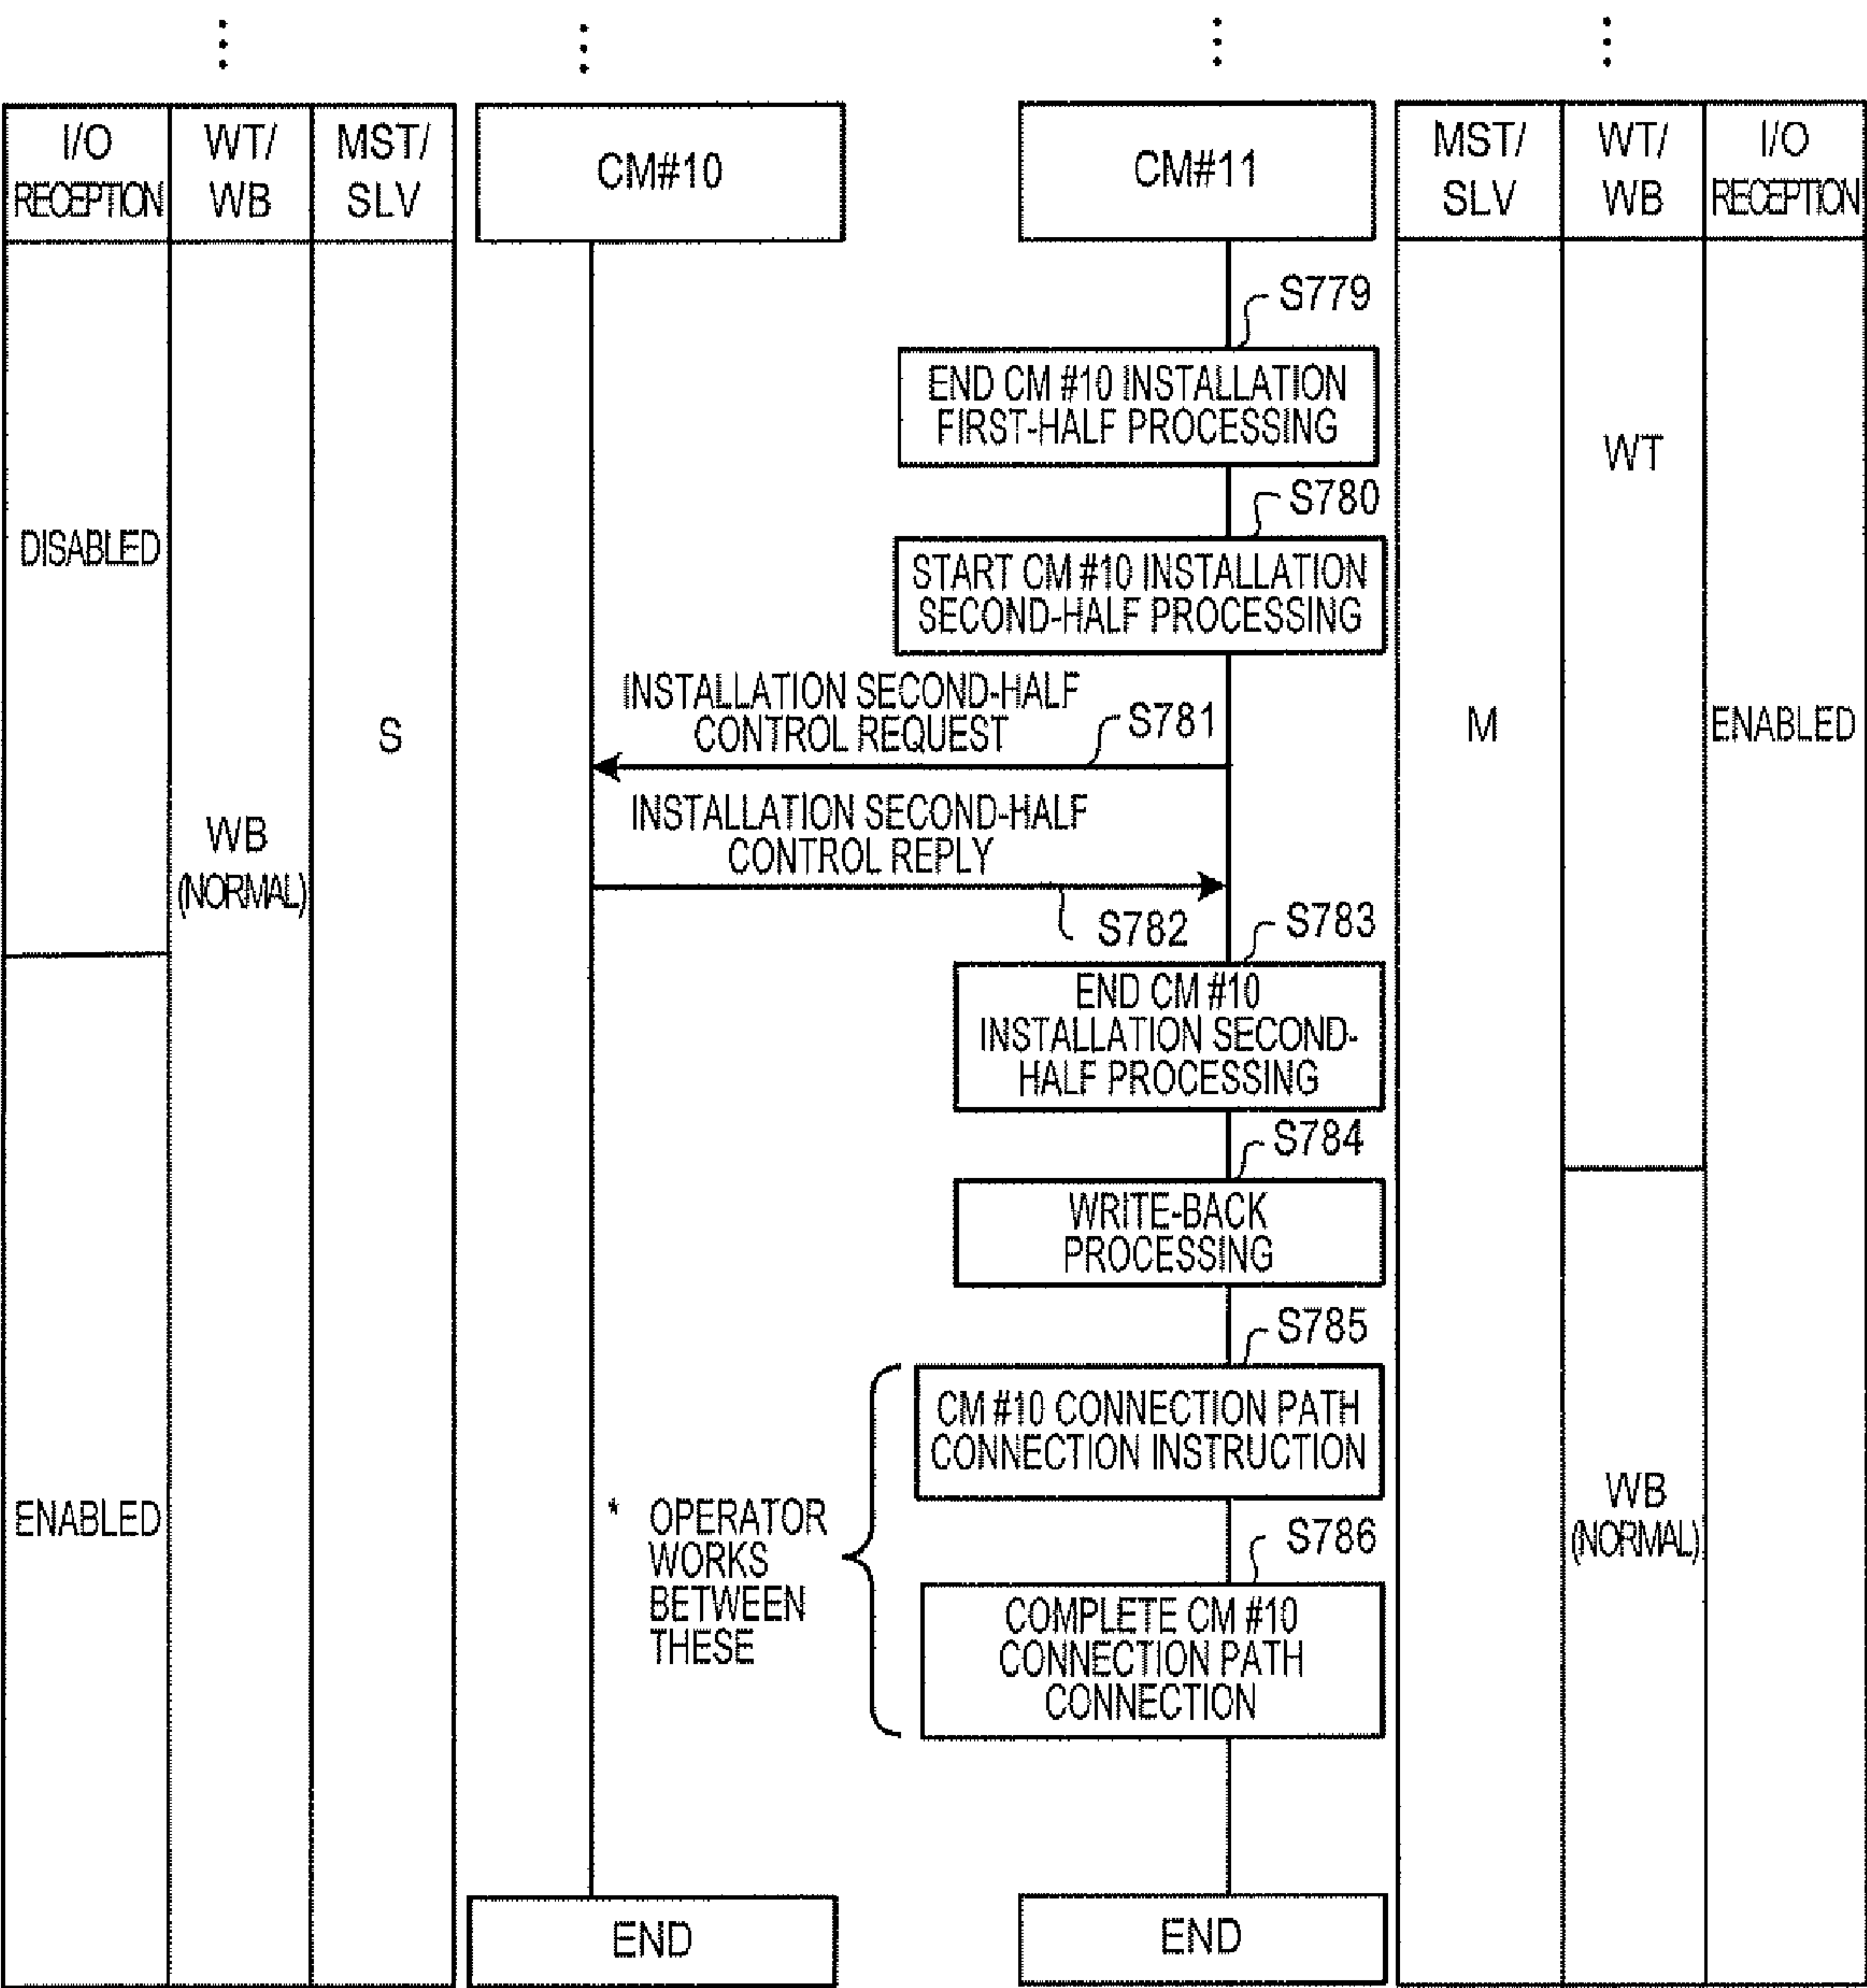 I/O
RECEPTION
WT/
WB
MST/
SLV
CM#10
CM#11
MST/
SLV
WT/
WB
I/O
RECEPTION
S779
END CM #10 INSTALLATION
FIRST-HALF PROCESSING
WT
S780
DISABLED
START CM #10 INSTALLATION
SECOND-HALF PROCESSING
INSTALLATION SECOND-HALF
CONTROL REQUEST
S781
S
M
ENABLED
INSTALLATION SECOND-HALF
CONTROL REPLY
WB
(NORMAL)
S782
S783
END CM #10
INSTALLATION SECOND-
HALF PROCESSING
S784
WRITE-BACK
PROCESSING
S785
CM #10 CONNECTION PATH
CONNECTION INSTRUCTION
ENABLED
* OPERATOR
WORKS
BETWEEN
THESE
WB
(NORMAL)
S786
COMPLETE CM #10
CONNECTION PATH
CONNECTION
END
END